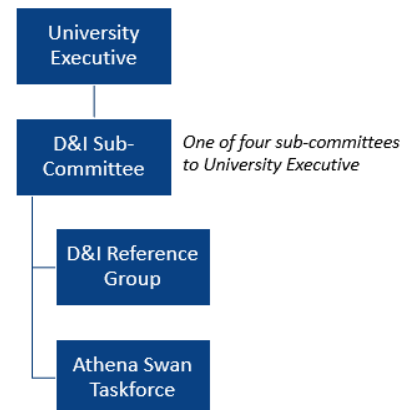 University
Executive
D&I Sub-
Committee
One of four sub-committees
to University Executive
D&I Reference
Group
Athena Swan
Taskforce